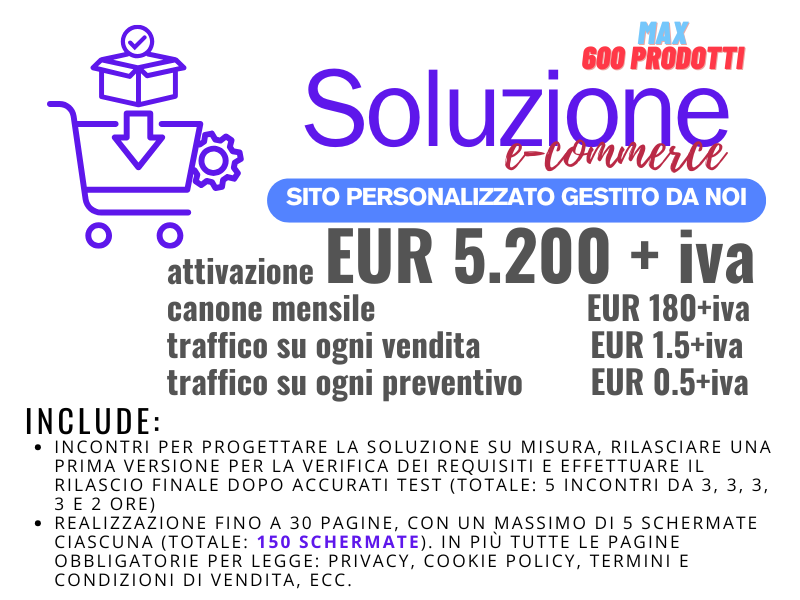 MAX
600 PRODOTTI
Soluzione
e-commerce
SITO PERSONALIZZATO GESTITO DA NOI
attivazione EUR 5.200 + iva
canone mensile EUR 180+iva
traffico su ogni vendita EUR 1.5+iva
traffico su ogni preventivo EUR 0.5+iva
INCLUDE:
• INCONTRI PER PROGETTARE LA SOLUZIONE SU MISURA, RILASCIARE UNA
PRIMA VERSIONE PER LA VERIFICA DEI REQUISITI E EFFETTUARE IL
RILASCIO FINALE DOPO ACCURATI TEST (TOTALE: 5 INCONTRI DA 3, 3, 3,
3 E 2 ORE)
• REALIZZAZIONE FINO A 30 PAGINE, CON UN MASSIMO DI 5 SCHERMATE
CIASCUNA (TOTALE: 150 SCHERMATE). IN PIÙ TUTTE LE PAGINE
OBBLIGATORIE PER LEGGE: PRIVACY, COOKIE POLICY, TERMINI E
CONDIZIONI DI VENDITA, ECC.